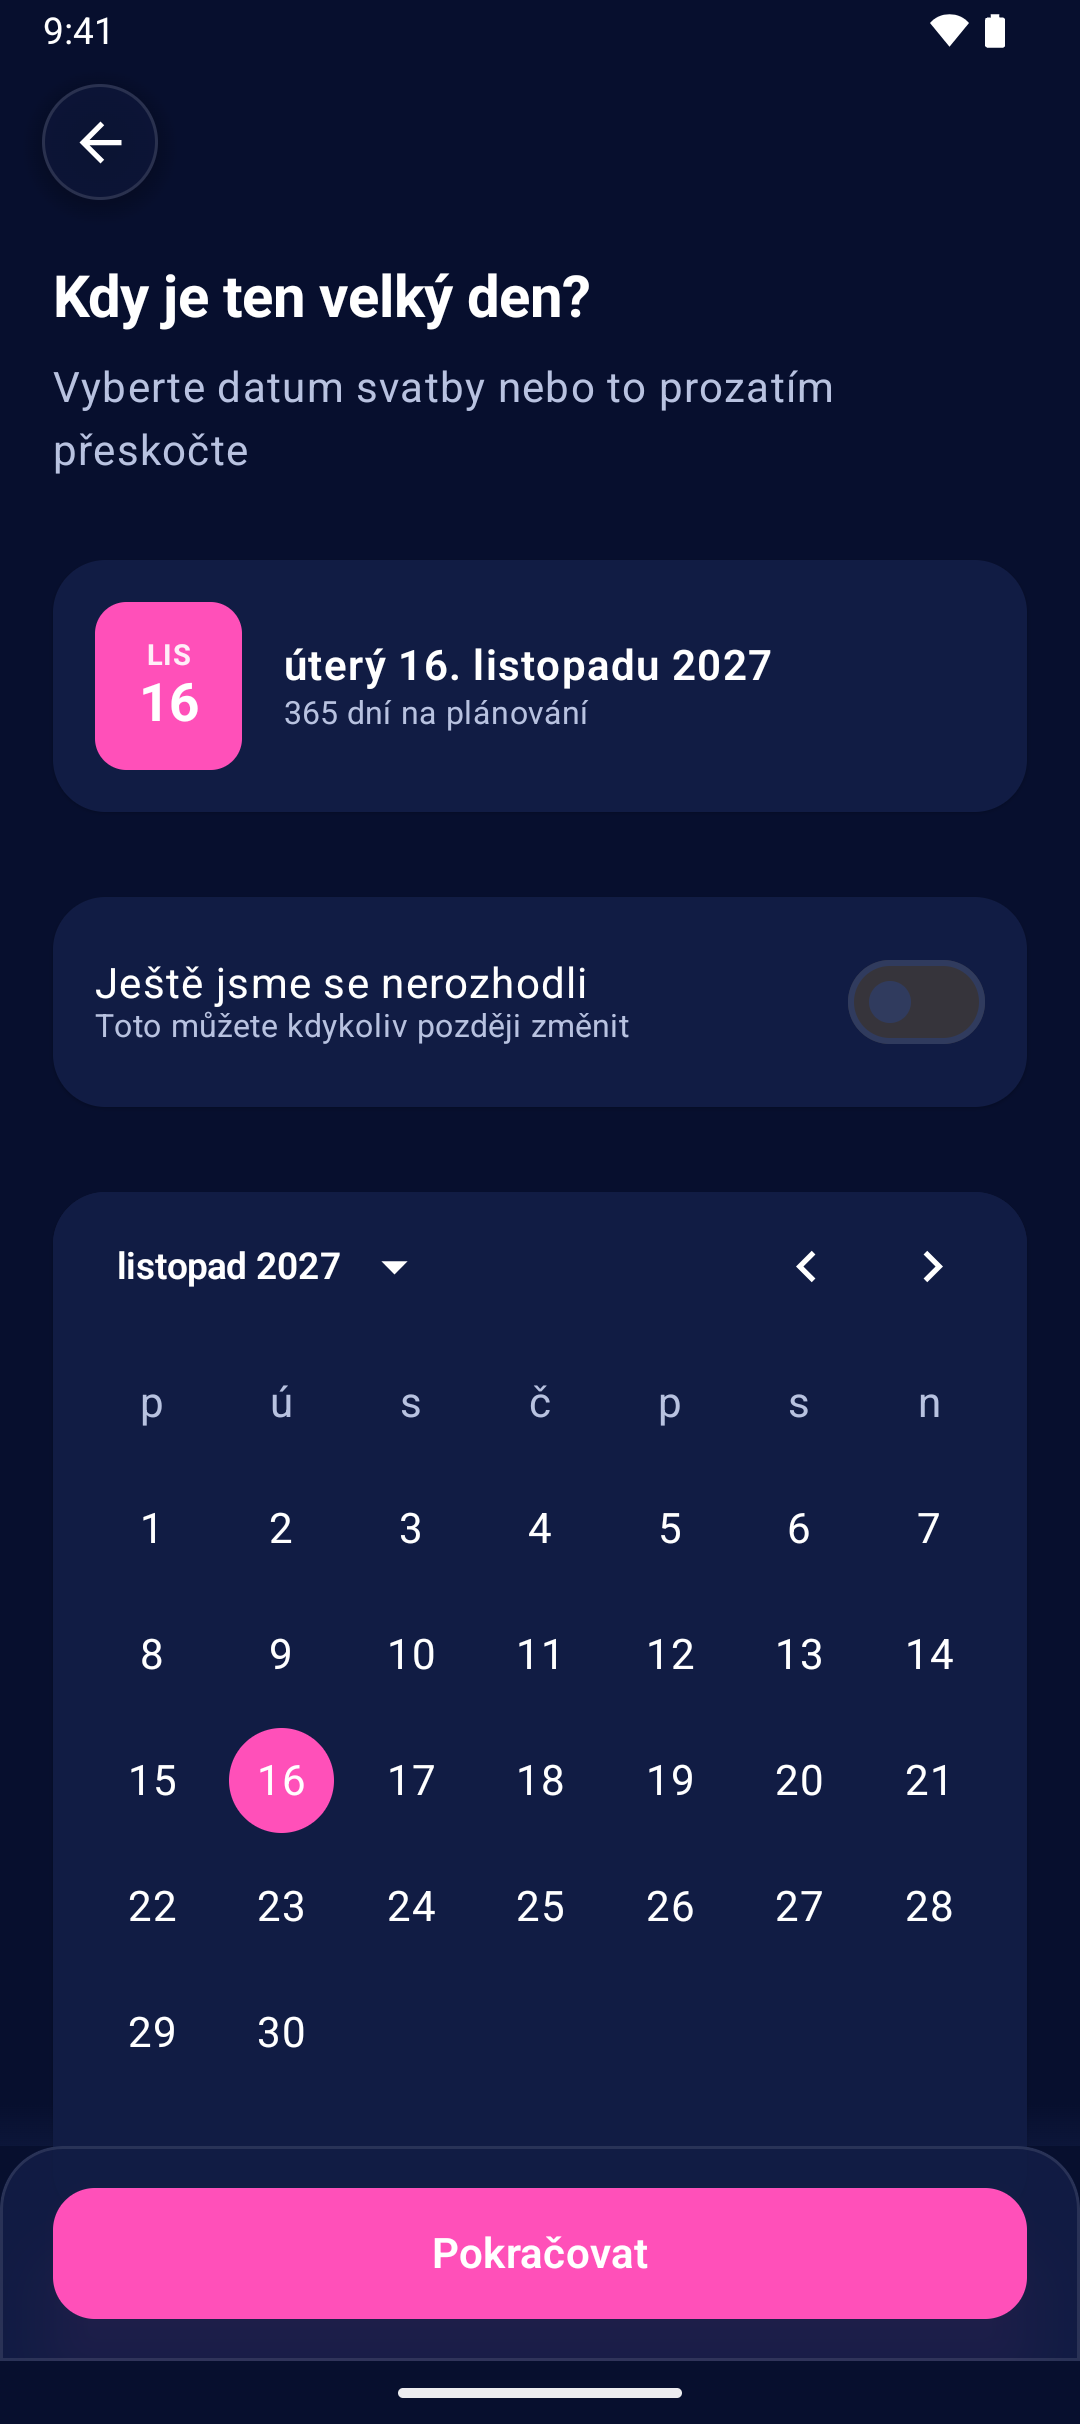 9:41
Kdy je ten velký den?
Vyberte datum svatby nebo to prozatím
přeskočte
LIS
16
úterý 16. listopadu 2027
365 dní na plánování
Ještě jsme se nerozhodli
Toto můžete kdykoliv později změnit
listopad 2027
p ú s č p s n
1 2 3 4 5 6 7
8 9 10 11 12 13 14
15 16 17 18 19 20 21
22 23 24 25 26 27 28
29 30
Pokračovat